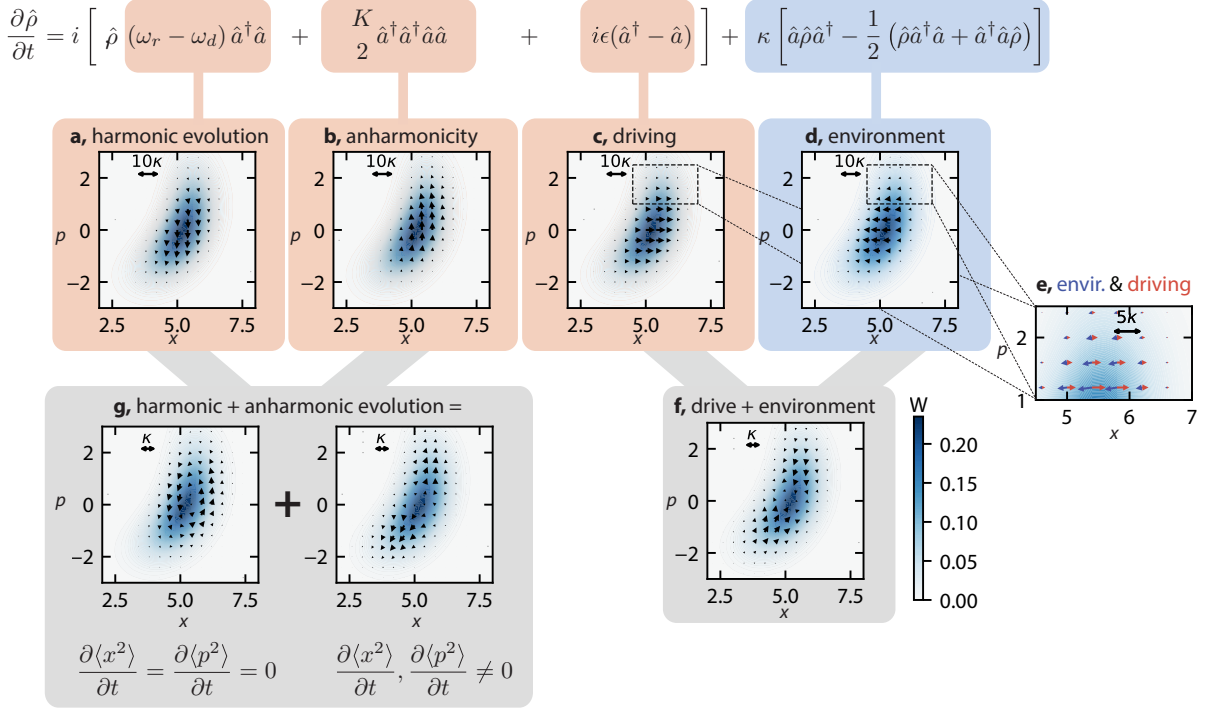 ∂ρ̂/∂t = i [ ρ̂, (ω_r − ω_d) â†â + K/2 â†â†ââ + iϵ(â† − â) ] + κ [ âρ̂â† − 1/2 (ρ̂â†â + â†âρ̂) ]
a, harmonic evolution
b, anharmonicity
c, driving
d, environment
10κ
10κ
10κ
10κ
2
0
−2
p
2.5 5.0 7.5
x
2
0
−2
p
2.5 5.0 7.5
x
2
0
−2
p
2.5 5.0 7.5
x
2
0
−2
p
2.5 5.0 7.5
x
e, envir. & driving
5κ
2
1
p
5 6 7
x
g, harmonic + anharmonic evolution =
κ
2
0
−2
p
2.5 5.0 7.5
x
+
κ
2
0
−2
2.5 5.0 7.5
x
∂⟨x²⟩/∂t = ∂⟨p²⟩/∂t = 0
∂⟨x²⟩/∂t, ∂⟨p²⟩/∂t ≠ 0
f, drive + environment
κ
2
0
−2
p
2.5 5.0 7.5
x
W
0.20
0.15
0.10
0.05
0.00